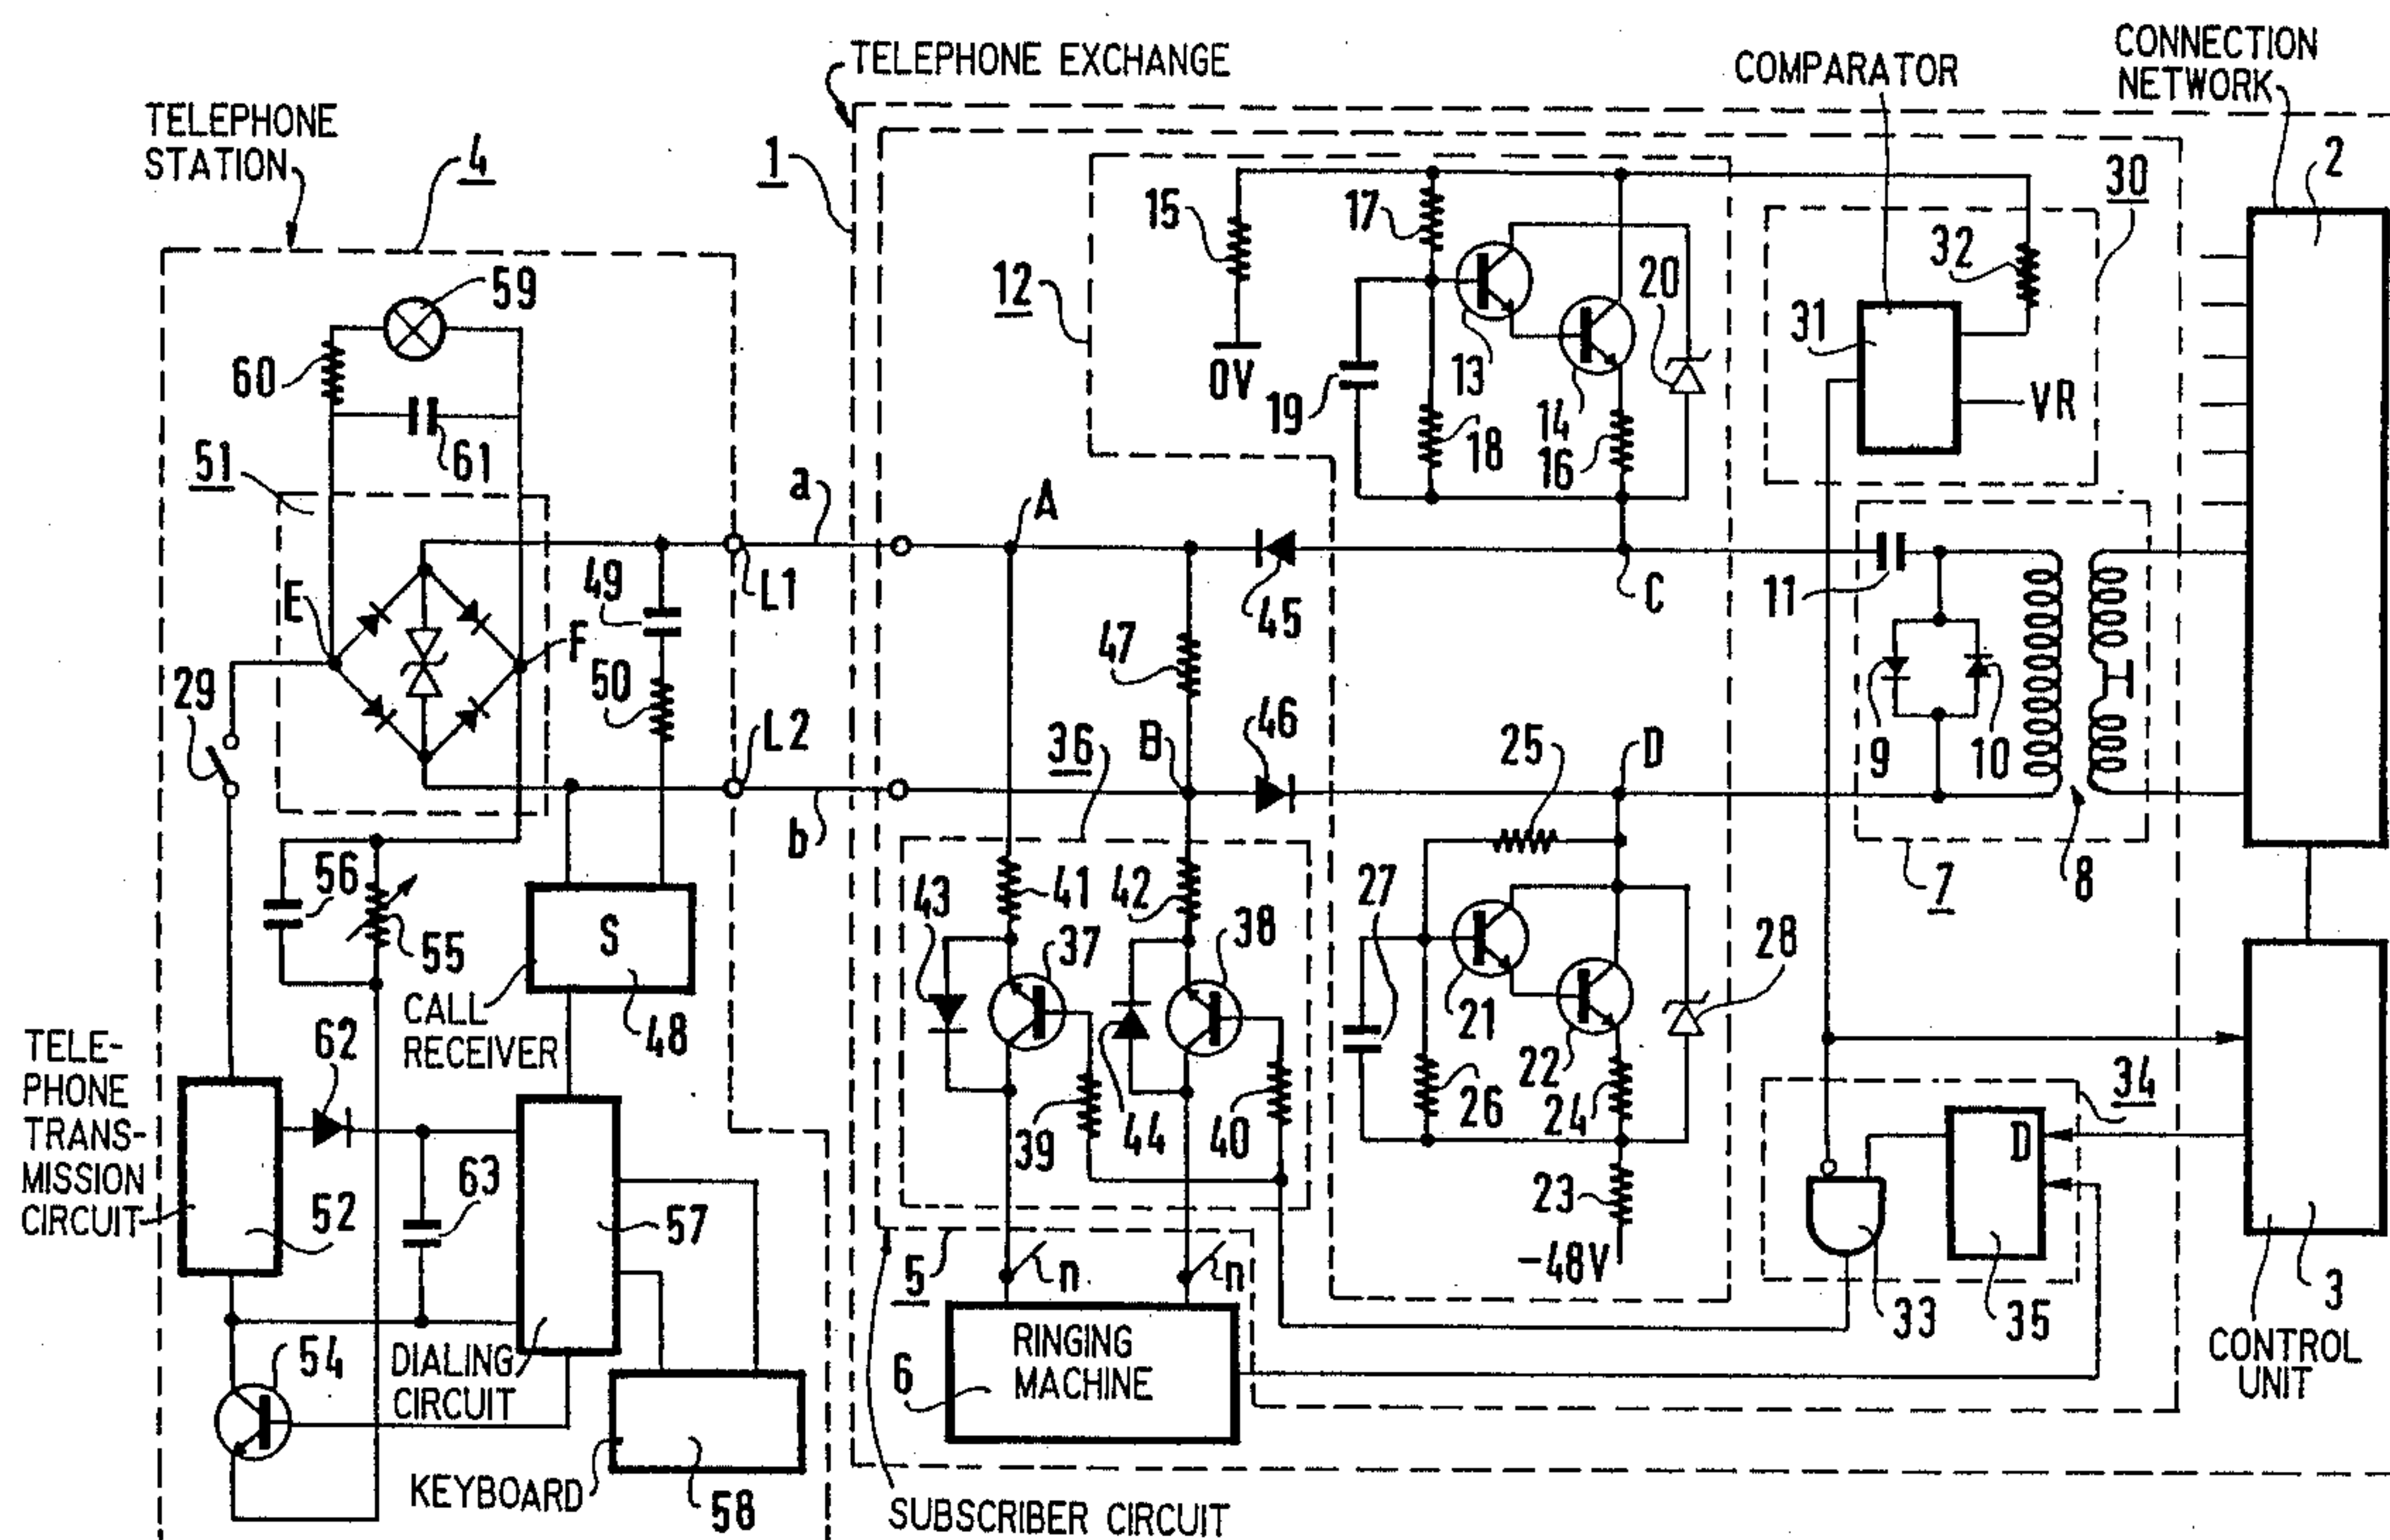 TELEPHONE EXCHANGE
COMPARATOR
CONNECTION
NETWORK
TELEPHONE
STATION
4
1
2
30
15
17
32
12
20
59
31
60
0V
19
13
14
VR
18
16
61
51
a
A
E
49
L1
45
C
11
F
47
29
50
L2
36
B
46
D
25
9
10
b
7
8
56
43
41
42
27
28
55
S
37
38
21
CALL
RECEIVER
48
22
TELE-
PHONE
TRANS-
MISSION
CIRCUIT
62
39
44
40
26
24
34
D
52
63
57
23
5
n
n
-48V
33
35
3
54
DIALING
CIRCUIT
6
RINGING
MACHINE
CONTROL
UNIT
KEYBOARD
58
SUBSCRIBER CIRCUIT